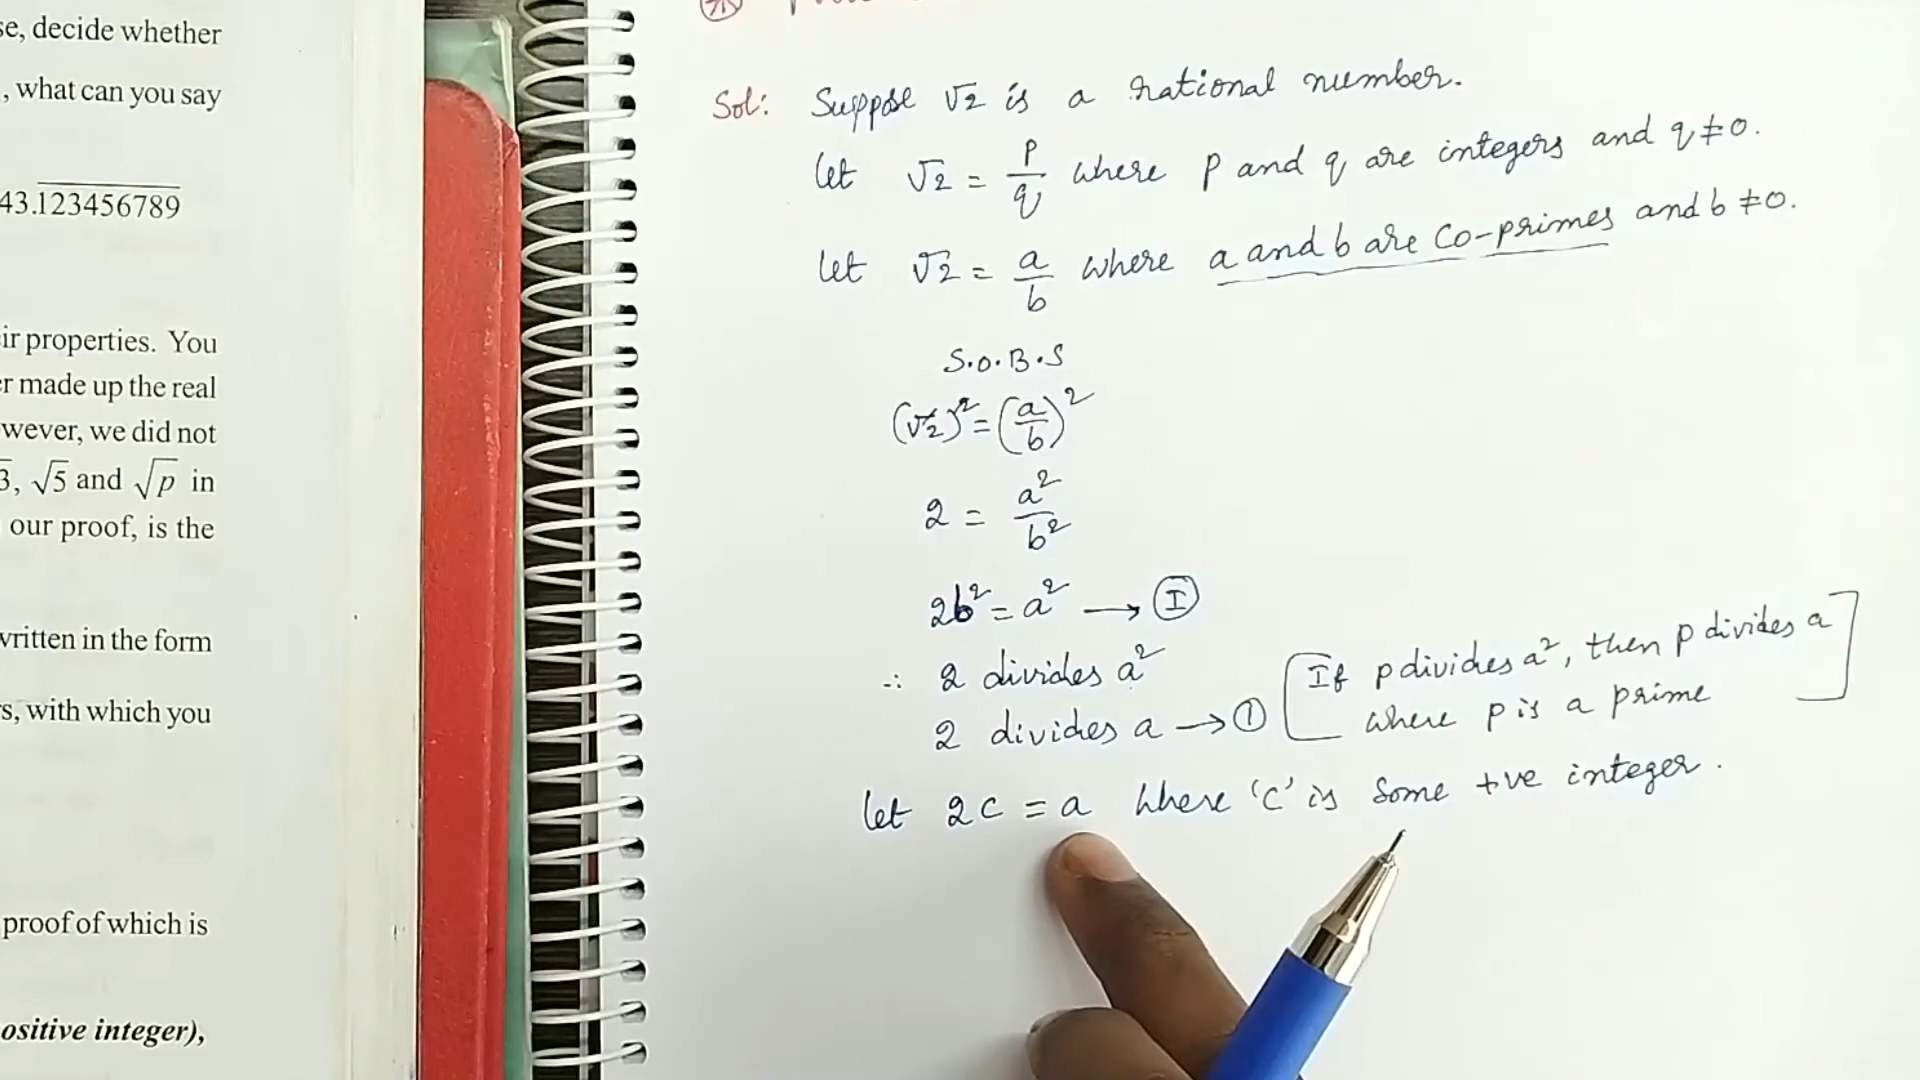 se, decide whether
, what can you say
43.123456789
ir properties. You
er made up the real
wever, we did not
3, √5 and √p in
our proof, is the
written in the form
s, with which you
proof of which is
ositive integer),
Sol: Suppose √2 is a rational number.
let √2 = p/q where p and q are integers and q≠0.
let √2 = a/b where a and b are Co-primes and b≠0.
S.O.B.S
(√2)² = (a/b)²
2 = a²/b²
2b² = a² → Ⓘ
∴ 2 divides a²
2 divides a → ① [If p divides a², then p divides a
where p is a prime]
let 2c = a where 'c' is some +ve integer.